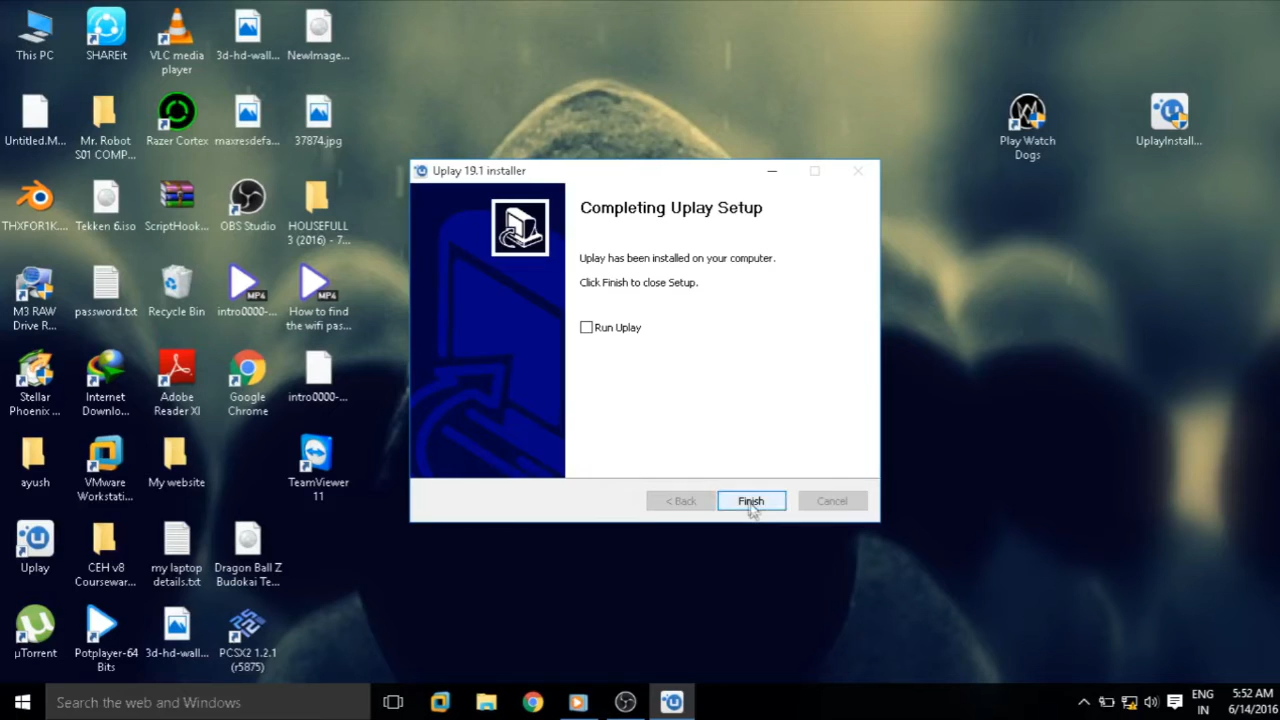 This PC
SHAREit
VLC media
player
3d-hd-wall...
NewImage...
Untitled.M...
Mr. Robot
S01 COMP...
Razer Cortex
maxresdefa...
37874.jpg
Play Watch
Dogs
UplayInstall...
THXFOR1K...
Tekken 6.iso
ScriptHook...
OBS Studio
HOUSEFULL
3 (2016) - 7...
M3 RAW
Drive R...
password.txt
Recycle Bin
MP4
intro0000-...
MP4
How to find
the wifi pas...
Stellar
Phoenix ...
Internet
Downlo...
Adobe
Reader XI
Google
Chrome
intro0000-...
ayush
VMware
Workstati...
My website
TeamViewer
11
Uplay
CEH v8
Coursewar...
my laptop
details.txt
Dragon Ball Z
Budokai Te...
µTorrent
Potplayer-64
Bits
3d-hd-wall...
PCSX2 1.2.1
(r5875)
Uplay 19.1 installer
Completing Uplay Setup
Uplay has been installed on your computer.
Click Finish to close Setup.
Run Uplay
< Back
Finish
Cancel
Search the web and Windows
ENG
IN
5:52 AM
6/14/2016